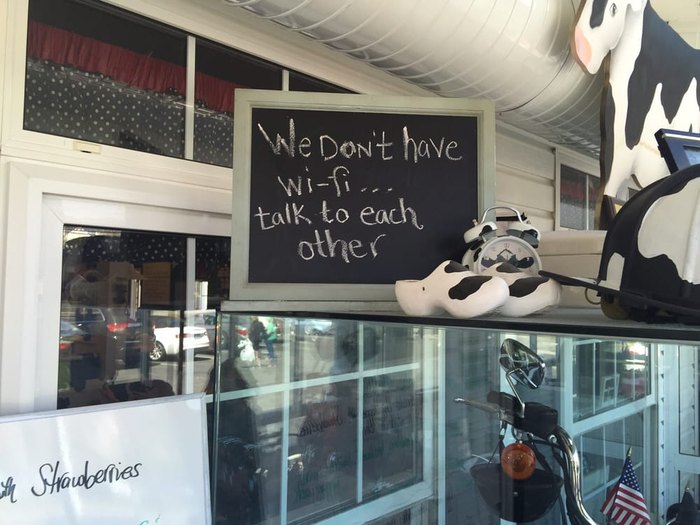 We Don't have
wi-fi...
talk to each
other
Strawberries